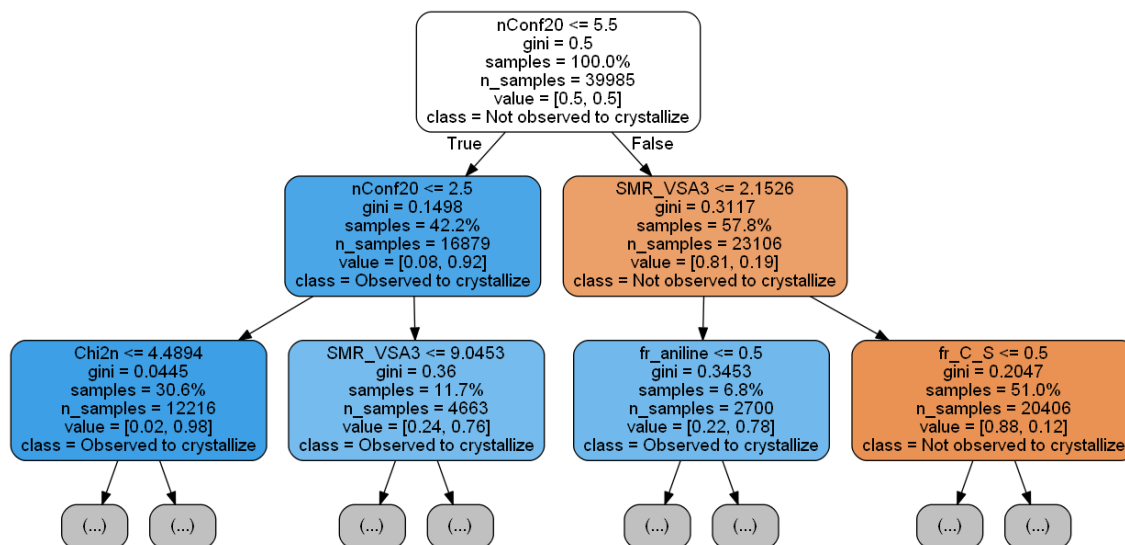 nConf20 <= 5.5
gini = 0.5
samples = 100.0%
n_samples = 39985
value = [0.5, 0.5]
class = Not observed to crystallize
True
False
nConf20 <= 2.5
gini = 0.1498
samples = 42.2%
n_samples = 16879
value = [0.08, 0.92]
class = Observed to crystallize
SMR_VSA3 <= 2.1526
gini = 0.3117
samples = 57.8%
n_samples = 23106
value = [0.81, 0.19]
class = Not observed to crystallize
Chi2n <= 4.4894
gini = 0.0445
samples = 30.6%
n_samples = 12216
value = [0.02, 0.98]
class = Observed to crystallize
SMR_VSA3 <= 9.0453
gini = 0.36
samples = 11.7%
n_samples = 4663
value = [0.24, 0.76]
class = Observed to crystallize
fr_aniline <= 0.5
gini = 0.3453
samples = 6.8%
n_samples = 2700
value = [0.22, 0.78]
class = Observed to crystallize
fr_C_S <= 0.5
gini = 0.2047
samples = 51.0%
n_samples = 20406
value = [0.88, 0.12]
class = Not observed to crystallize
(...)
(...)
(...)
(...)
(...)
(...)
(...)
(...)